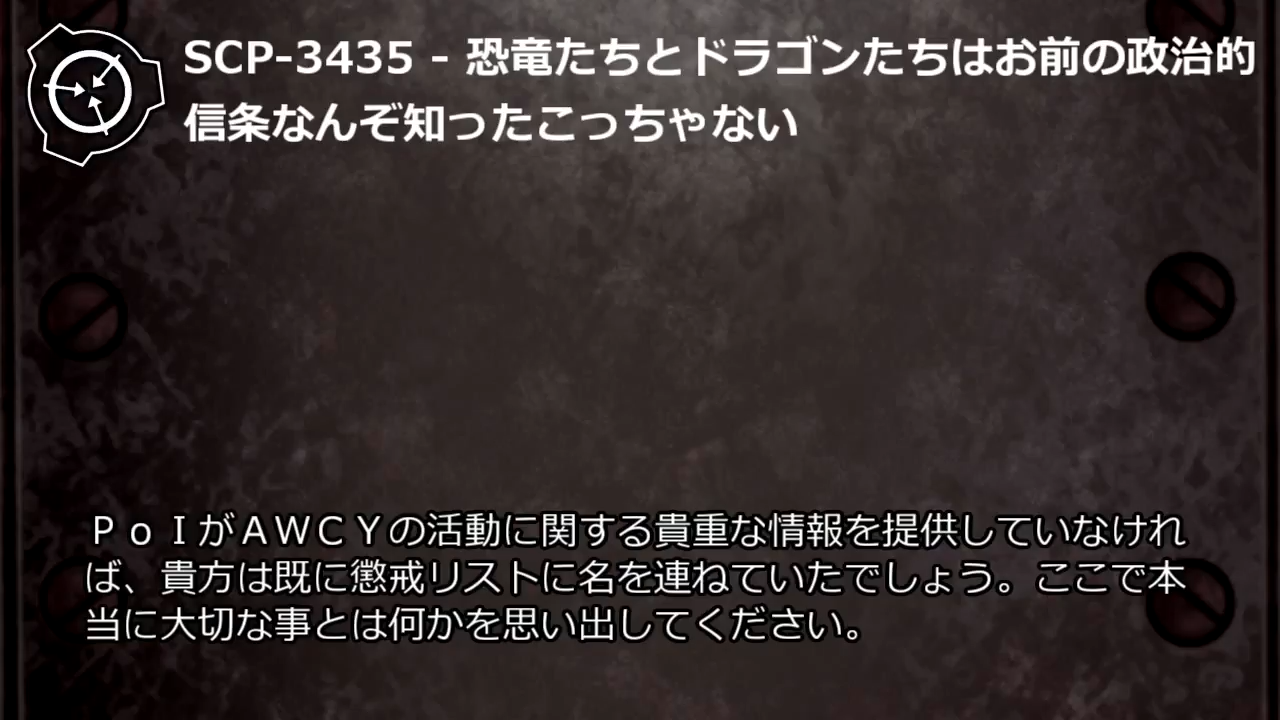 SCP-3435 - 恐竜たちとドラゴンたちはお前の政治的
信条なんぞ知ったこっちゃない
ＰｏＩがＡＷＣＹの活動に関する貴重な情報を提供していなけれ
ば、貴方は既に懲戒リストに名を連ねていたでしょう。ここで本
当に大切な事とは何かを思い出してください。